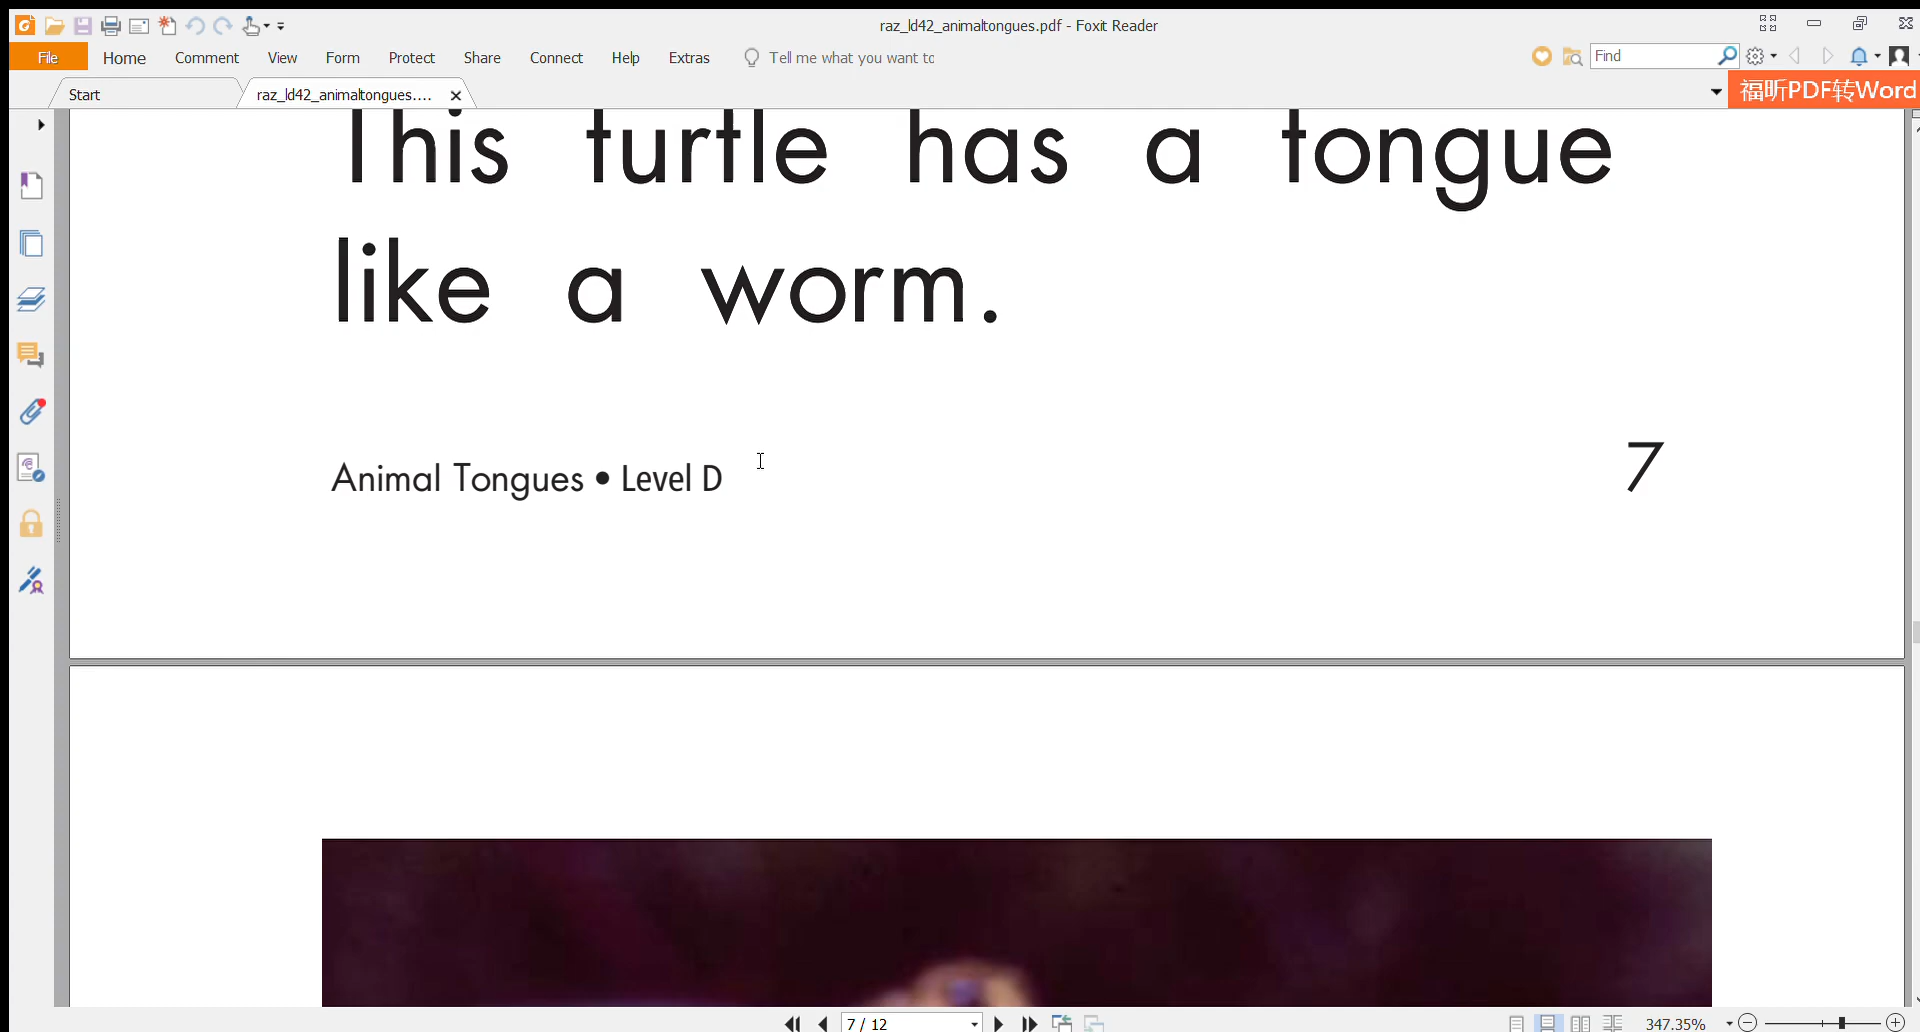 raz_ld42_animaltongues.pdf - Foxit Reader
File Home Comment View Form Protect Share Connect Help Extras Tell me what you want to Find
Start raz_ld42_animaltongues.... 福昕PDF转Word
This turtle has a tongue
like a worm.
Animal Tongues • Level D 7
7 / 12 347.35%